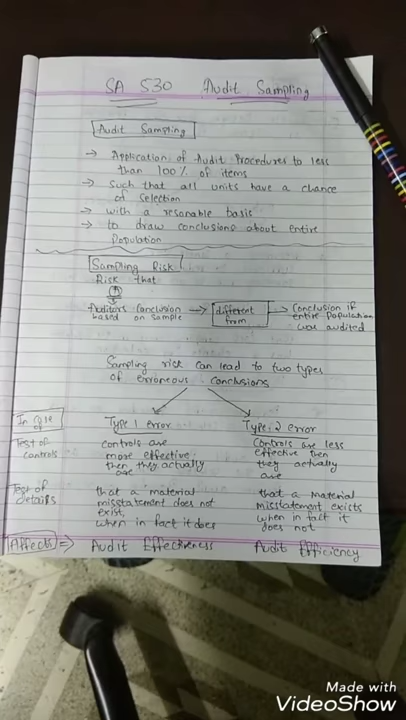 SA 530 Audit Sampling
Audit Sampling
→ Application of Audit Procedures to less
than 100% of items
→ Such that all units have a chance
of selection
→ with a resonable basis
→ to draw conclusions about entire
Population
Sampling Risk
Risk that
Auditors Conclusion
based on sample
→ different
from
→ Conclusion if
entire population
was audited
Sampling risk can lead to two types
of erroneous conclusions
In case
of
Type 1 error
Type: 2 error
Test of
controls
controls are
more effective
then they actually
are
Controls are less
effective then
they actually
are
Test of
details
that a material
misstatement does not
exist,
when in fact it does
that a material
misstatement exists
when in fact it
does not
Affects ⇒ Audit Effectiveness Audit Efficiency
Made with
VideoShow